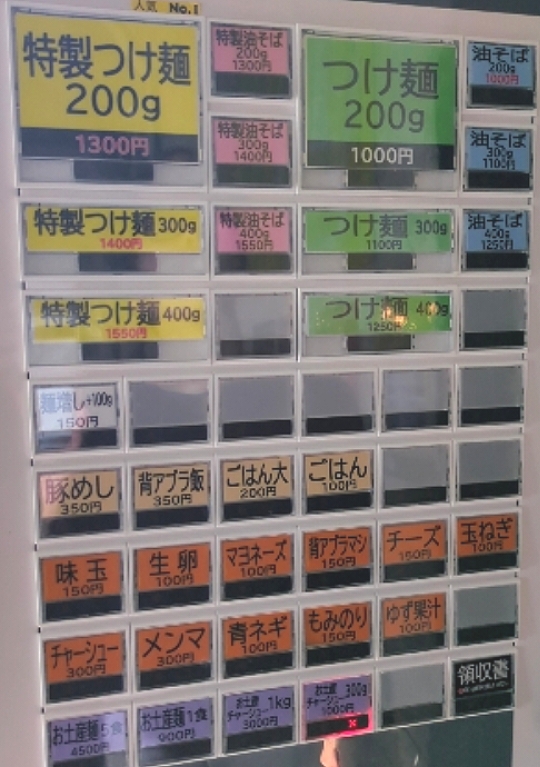 人気 No.1
特製つけ麺
200g
1300円
特製油そば
200g
1300円
つけ麺
200g
1000円
油そば
200g
1000円
特製油そば
300g
1400円
油そば
300g
1100円
特製つけ麺 300g
1400円
特製油そば
400g
1550円
つけ麺 300g
1100円
油そば
400g
1250円
特製つけ麺 400g
1550円
つけ麺 400g
1250円
麺増し+100g
150円
豚めし
350円
背アブラ飯
350円
ごはん大
200円
ごはん
100円
味玉
150円
生卵
100円
マヨネーズ
100円
背アブラマシ
150円
チーズ
150円
玉ねぎ
100円
チャーシュー
300円
メンマ
300円
青ネギ
100円
もみのり
150円
ゆず果汁
100円
お土産麺5食
4500円
お土産麺1食
900円
お土産
チャーシュー 1kg
3000円
お土産
チャーシュー 300g
1000円
領収書